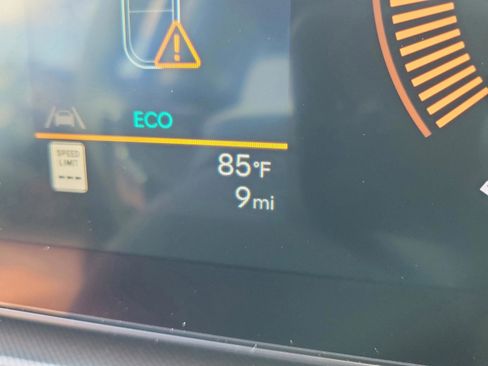 ECO
SPEED
LIMIT
---
85°F
9mi